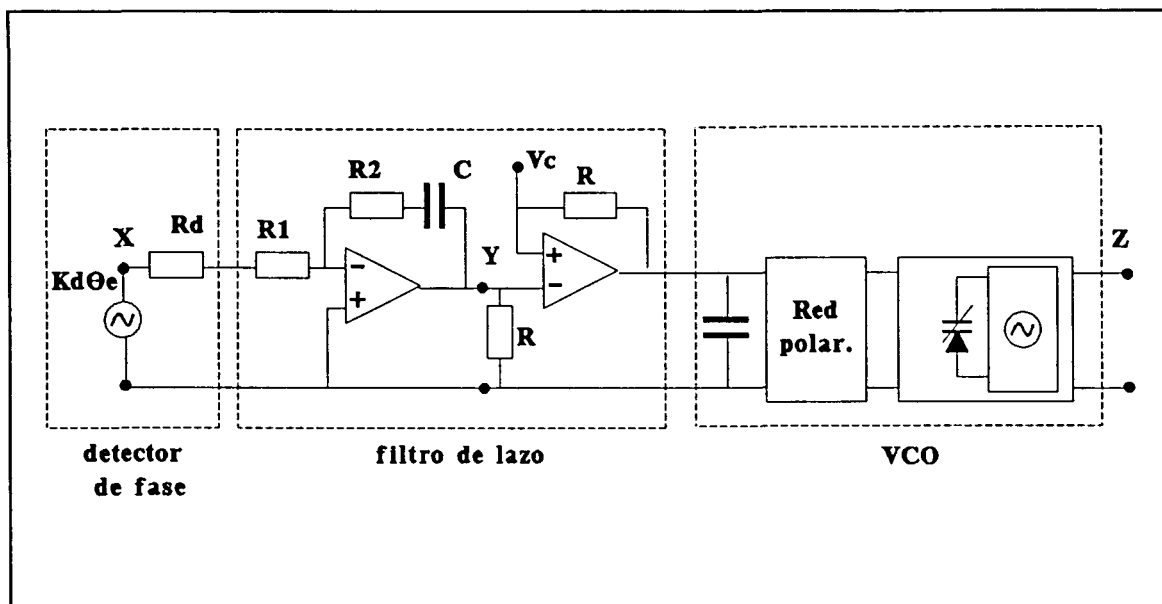 Vc
R
R2
C
X
Rd
R1
Y
Z
KdΘe
-
+
+
-
R
Red
polar.
detector
de fase
filtro de lazo
VCO